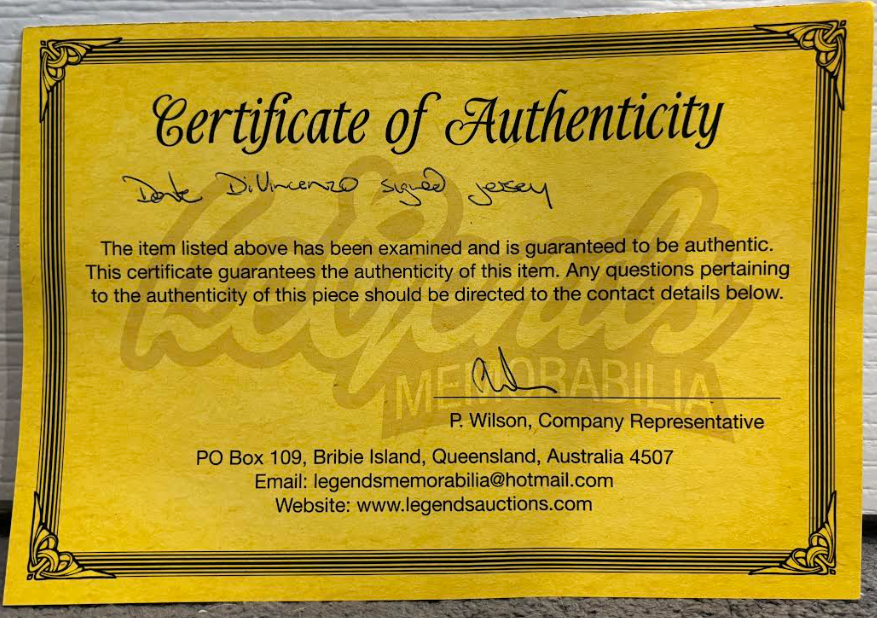 Certificate of Authenticity
Donte DiVincenzo signed jersey
The item listed above has been examined and is guaranteed to be authentic.
This certificate guarantees the authenticity of this item. Any questions pertaining
to the authenticity of this piece should be directed to the contact details below.
Legends
MEMORABILIA
P. Wilson, Company Representative
PO Box 109, Bribie Island, Queensland, Australia 4507
Email: legendsmemorabilia@hotmail.com
Website: www.legendsauctions.com